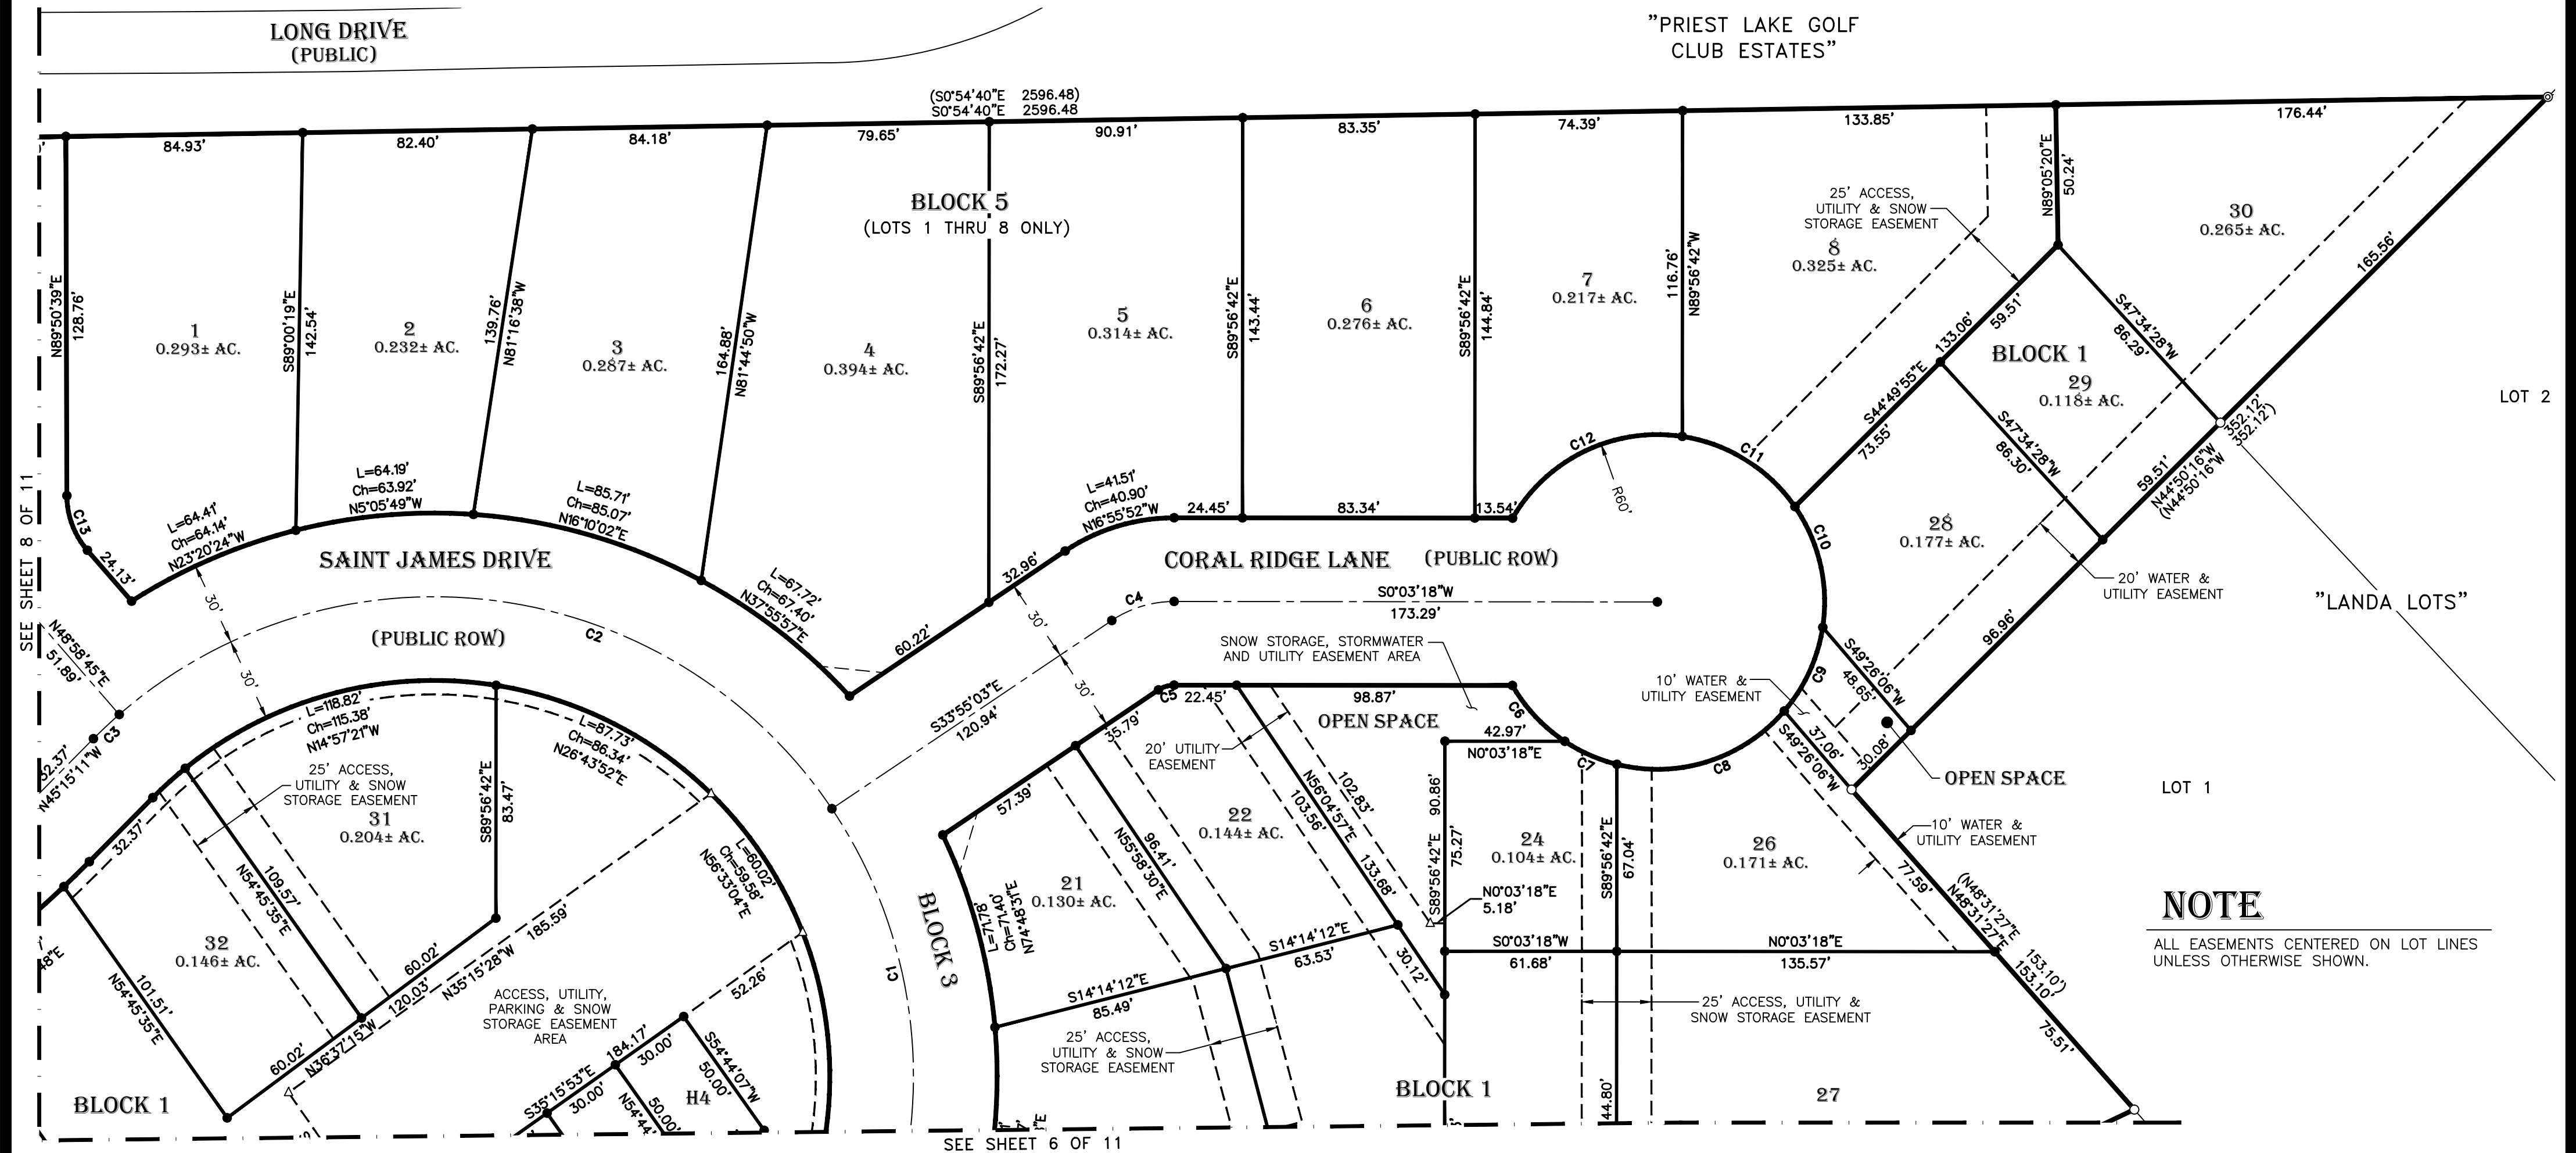 LONG DRIVE
(PUBLIC)
"PRIEST LAKE GOLF
CLUB ESTATES"
(S0°54'40"E 2596.48)
S0°54'40"E 2596.48
84.93'
82.40'
84.18'
79.65'
90.91'
83.35'
74.39'
133.85'
176.44'
N89°50'39"E
128.76'
1
0.293± AC.
S89°00'19"E
142.54'
2
0.232± AC.
139.76'
N81°16'38"W
3
0.287± AC.
164.88'
N81°44'50"W
BLOCK 5
(LOTS 1 THRU 8 ONLY)
4
0.394± AC.
S89°56'42"E
172.27'
5
0.314± AC.
S89°56'42"E
143.44'
6
0.276± AC.
S89°56'42"E
144.84'
7
0.217± AC.
116.76'
N89°56'42"W
25' ACCESS,
UTILITY & SNOW
STORAGE EASEMENT
8
0.325± AC.
N89°05'20"E
50.24'
30
0.265± AC.
165.56'
133.06'
59.51'
S47°34'28"W
86.29'
BLOCK 1
29
0.118± AC.
S44°49'55"E
73.55'
S47°34'28"W
86.30'
352.12'
352.12')
59.51'
N44°50'16"W
(N44°50'16"W
LOT 2
28
0.177± AC.
20' WATER &
UTILITY EASEMENT
96.96'
"LANDA LOTS"
SEE SHEET 8 OF 11
C13
24.13'
L=64.41'
Ch=64.14'
N23°20'24"W
L=64.19'
Ch=63.92'
N5°05'49"W
L=85.71'
Ch=85.07'
N16°10'02"E
L=67.72'
Ch=67.40'
N37°55'57"E
60.22'
32.96'
L=41.51'
Ch=40.90'
N16°55'52"W
24.45'
83.34'
13.54'
C12
R60'
C11
C10
SAINT JAMES DRIVE
(PUBLIC ROW)
CORAL RIDGE LANE (PUBLIC ROW)
30'
30'
30'
30'
C2
C4
S0°03'18"W
173.29'
N48°58'45"E
51.89'
C3
32.37'
N45°15'11"W
S33°55'03"E
120.94'
SNOW STORAGE, STORMWATER
AND UTILITY EASEMENT AREA
C5
22.45'
98.87'
OPEN SPACE
C6
42.97'
N0°03'18"E
C7
C8
C9
10' WATER &
UTILITY EASEMENT
S49°26'06"W
48.65'
S49°26'06"W
37.06'
30.08'
OPEN SPACE
LOT 1
10' WATER &
UTILITY EASEMENT
L=118.82'
Ch=115.38'
N14°57'21"W
L=87.73'
Ch=86.34'
N26°43'52"E
L=60.02'
Ch=59.58'
N56°33'04"E
25' ACCESS,
UTILITY & SNOW
STORAGE EASEMENT
31
0.204± AC.
S89°56'42"E
83.47'
32.37'
109.57'
N54°45'35"E
32
0.146± AC.
48"E
101.51'
N54°45'35"E
60.02'
60.02'
120.03'
N36°37'15"W
N35°15'28"W
185.59'
BLOCK 1
ACCESS, UTILITY,
PARKING & SNOW
STORAGE EASEMENT
AREA
52.26'
184.17'
30.00'
S35°15'53"E
30.00'
S54°44'07"W
50.00'
50.00'
N54°44'
H4
C1
BLOCK 3
57.39'
35.79'
20' UTILITY
EASEMENT
L=71.78'
Ch=71.40'
N74°48'31"E
21
0.130± AC.
96.41'
N55°58'30"E
22
0.144± AC.
102.83'
N56°04'57"E
103.56'
133.68'
S14°14'12"E
85.49'
S14°14'12"E
63.53'
30.12'
25' ACCESS,
UTILITY & SNOW
STORAGE EASEMENT
90.86'
S89°56'42"E
75.27'
N0°03'18"E
5.18'
24
0.104± AC.
S89°56'42"E
67.04'
26
0.171± AC.
S0°03'18"W
61.68'
N0°03'18"E
135.57'
77.59'
(N48°31'27"E
N48°31'27"E
153.10')
153.10'
75.51'
25' ACCESS, UTILITY &
SNOW STORAGE EASEMENT
BLOCK 1
44.80'
27
NOTE
ALL EASEMENTS CENTERED ON LOT LINES
UNLESS OTHERWISE SHOWN.
SEE SHEET 6 OF 11